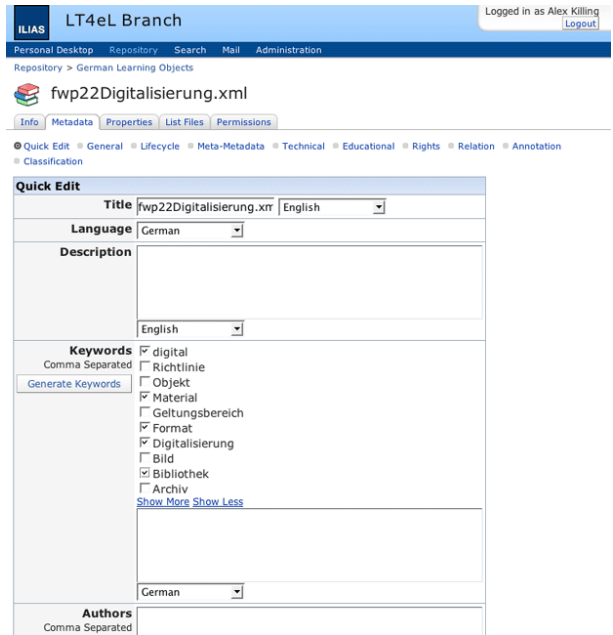 Logged in as Alex Killing
Logout
ILIAS
LT4eL Branch
Personal Desktop Repository Search Mail Administration
Repository > German Learning Objects
fwp22Digitalisierung.xml
Info Metadata Properties List Files Permissions
Quick Edit General Lifecycle Meta-Metadata Technical Educational Rights Relation Annotation
Classification
Quick Edit
Title fwp22Digitalisierung.xm English
Language German
Description
English
Keywords digital
Comma Separated Richtlinie
Generate Keywords Objekt
Material
Geltungsbereich
Format
Digitalisierung
Bild
Bibliothek
Archiv
Show More Show Less
German
Authors
Comma Separated